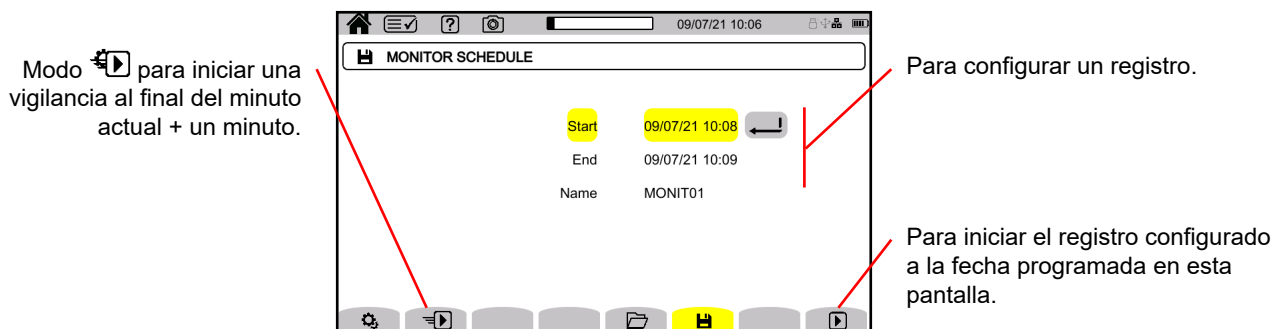 09/07/21 10:06
MONITOR SCHEDULE
Modo para iniciar una
vigilancia al final del minuto
actual + un minuto.
Para configurar un registro.
Start 09/07/21 10:08
End 09/07/21 10:09
Name MONIT01
Para iniciar el registro configurado
a la fecha programada en esta
pantalla.